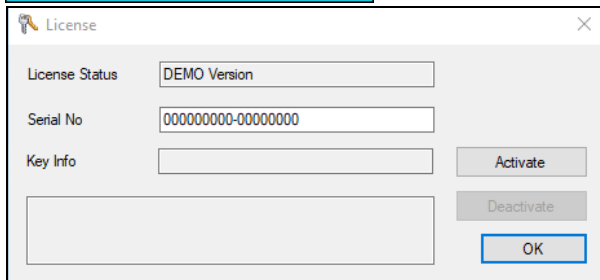 License
License Status DEMO Version
Serial No 000000000-00000000
Key Info
Activate
Deactivate
OK